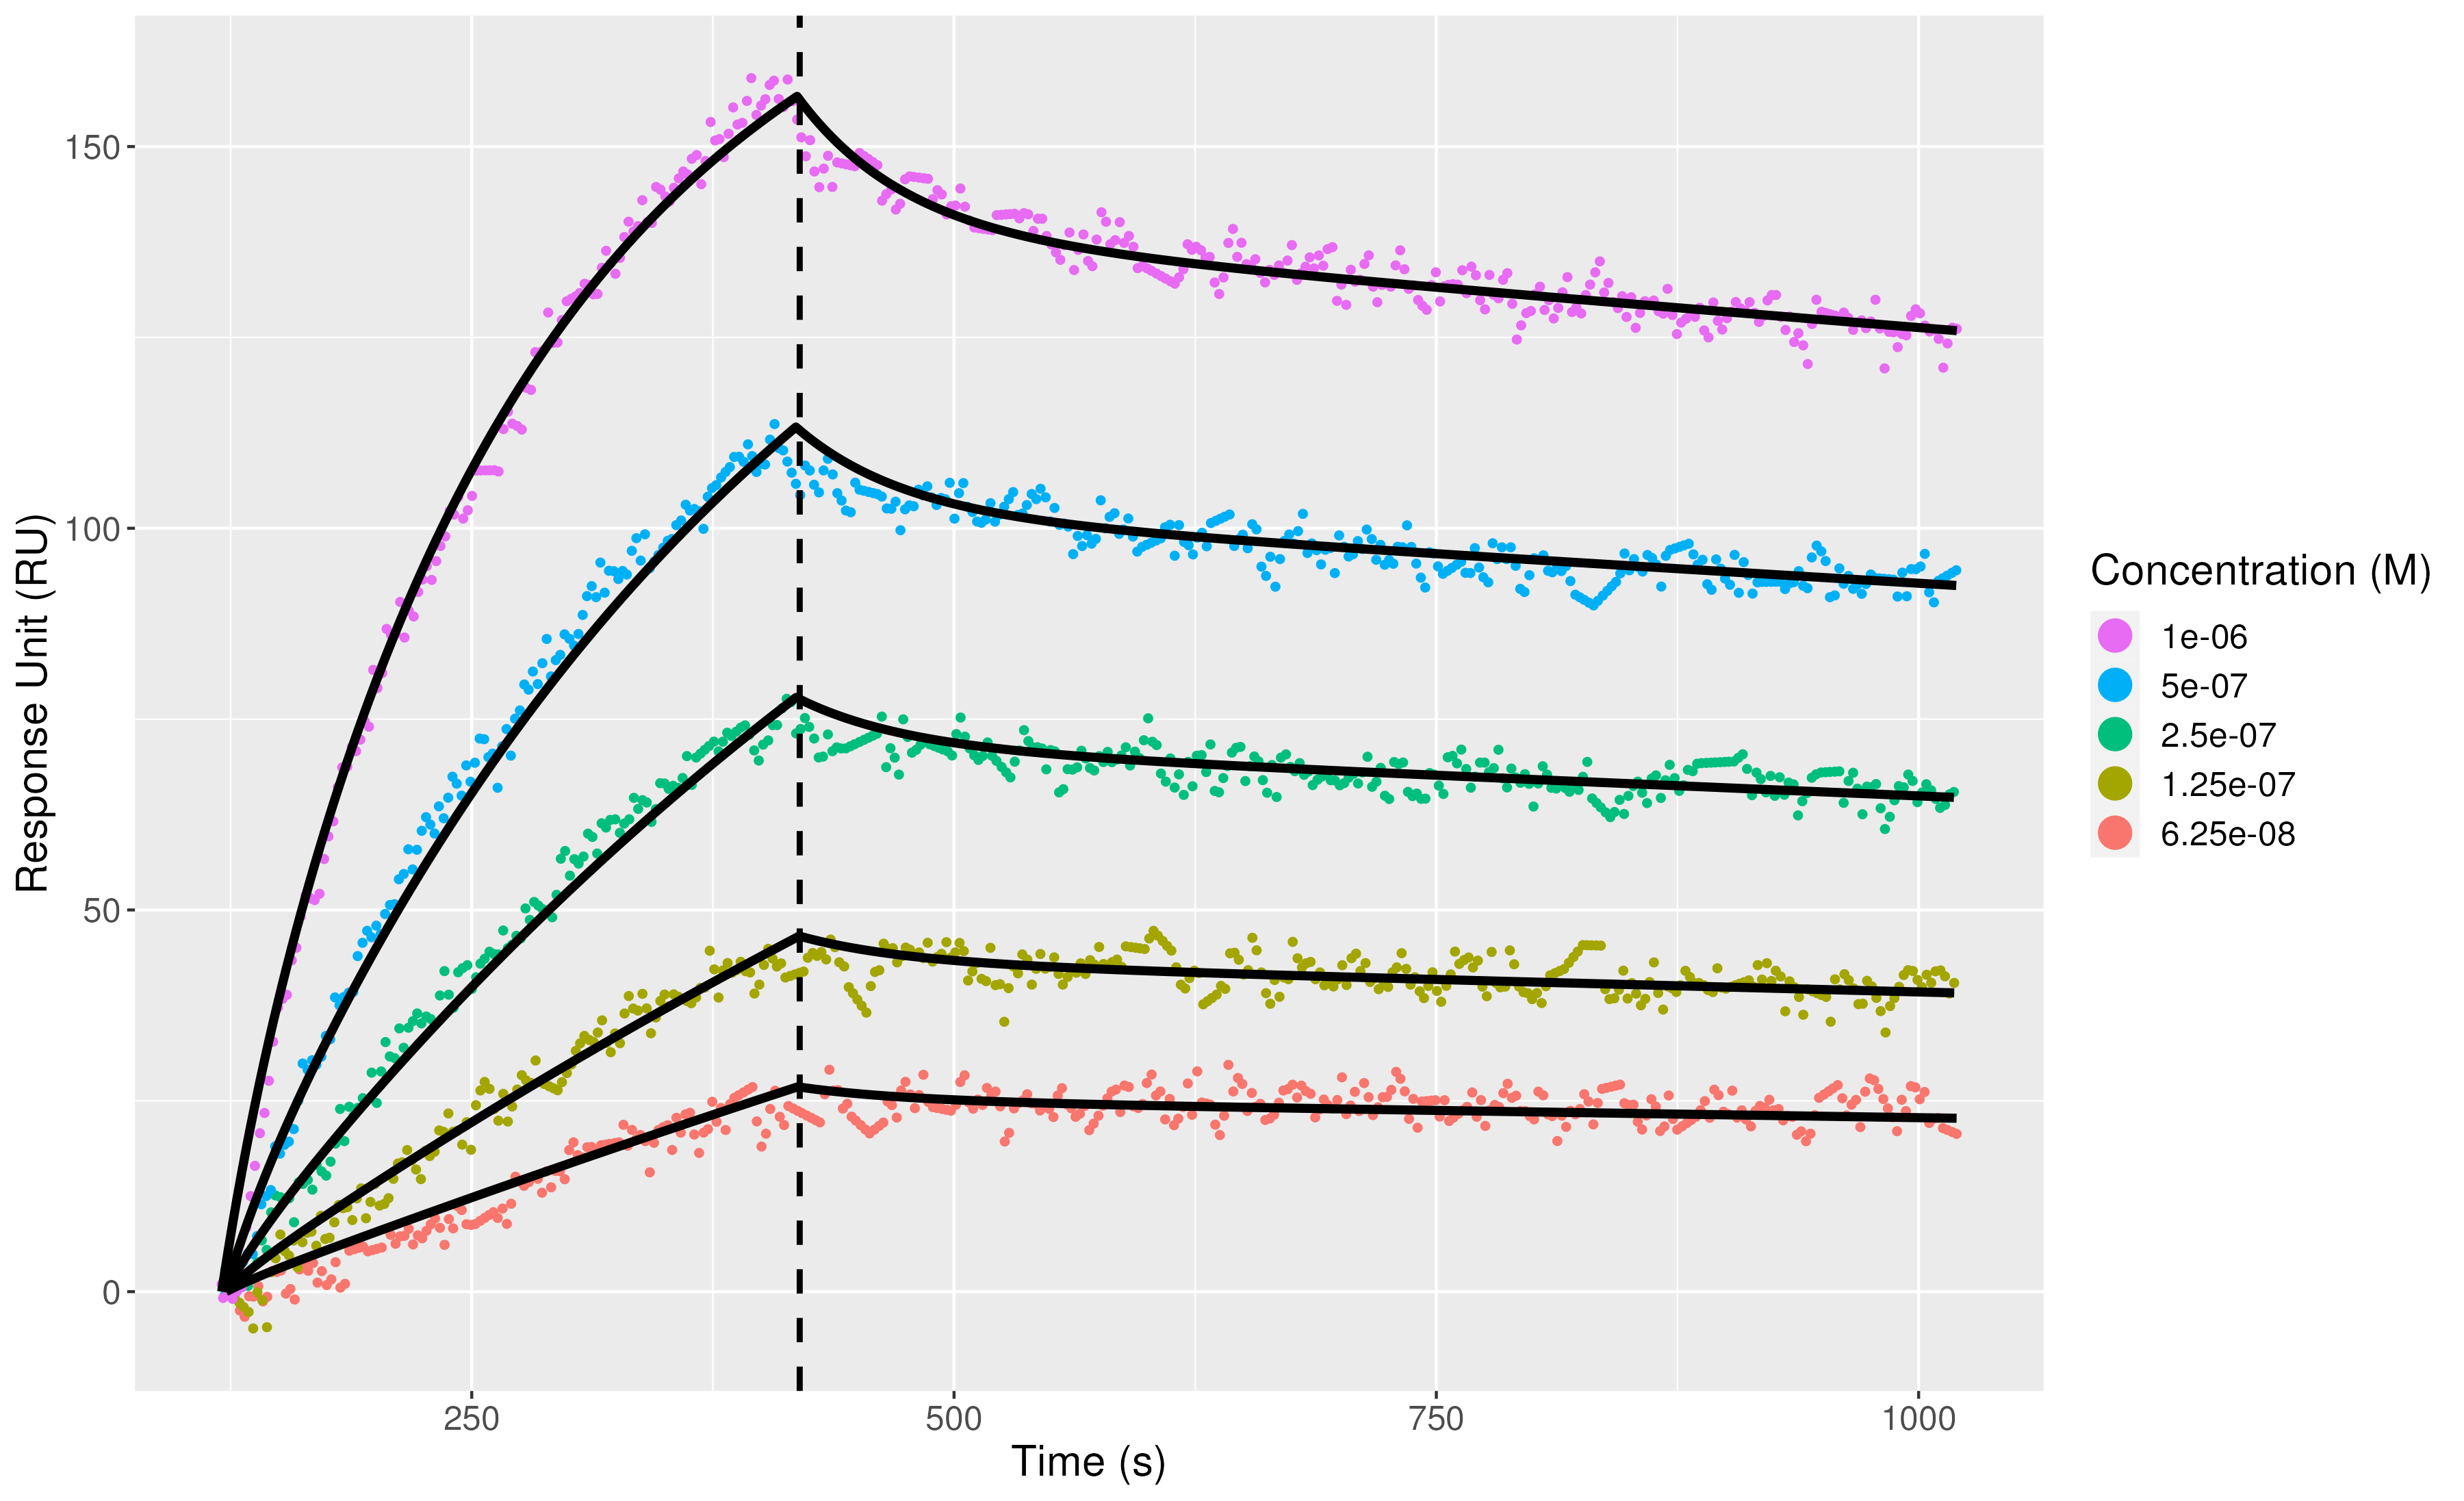 Response Unit (RU)
150
100
50
0
250
500
750
1000
Time (s)
Concentration (M)
1e-06
5e-07
2.5e-07
1.25e-07
6.25e-08